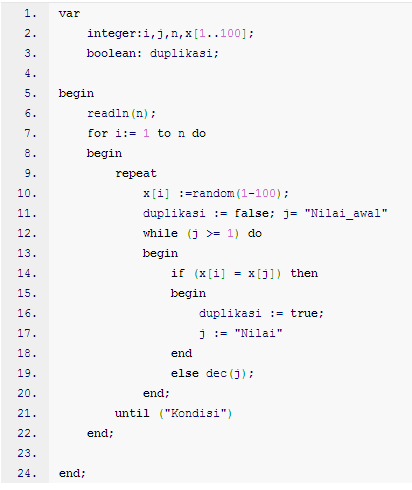 1. var
2. integer:i,j,n,x[1..100];
3. boolean: duplikasi;
4.
5. begin
6. readln(n);
7. for i:= 1 to n do
8. begin
9. repeat
10. x[i] :=random(1-100);
11. duplikasi := false; j= "Nilai_awal"
12. while (j >= 1) do
13. begin
14. if (x[i] = x[j]) then
15. begin
16. duplikasi := true;
17. j := "Nilai"
18. end
19. else dec(j);
20. end;
21. until ("Kondisi")
22. end;
23.
24. end;